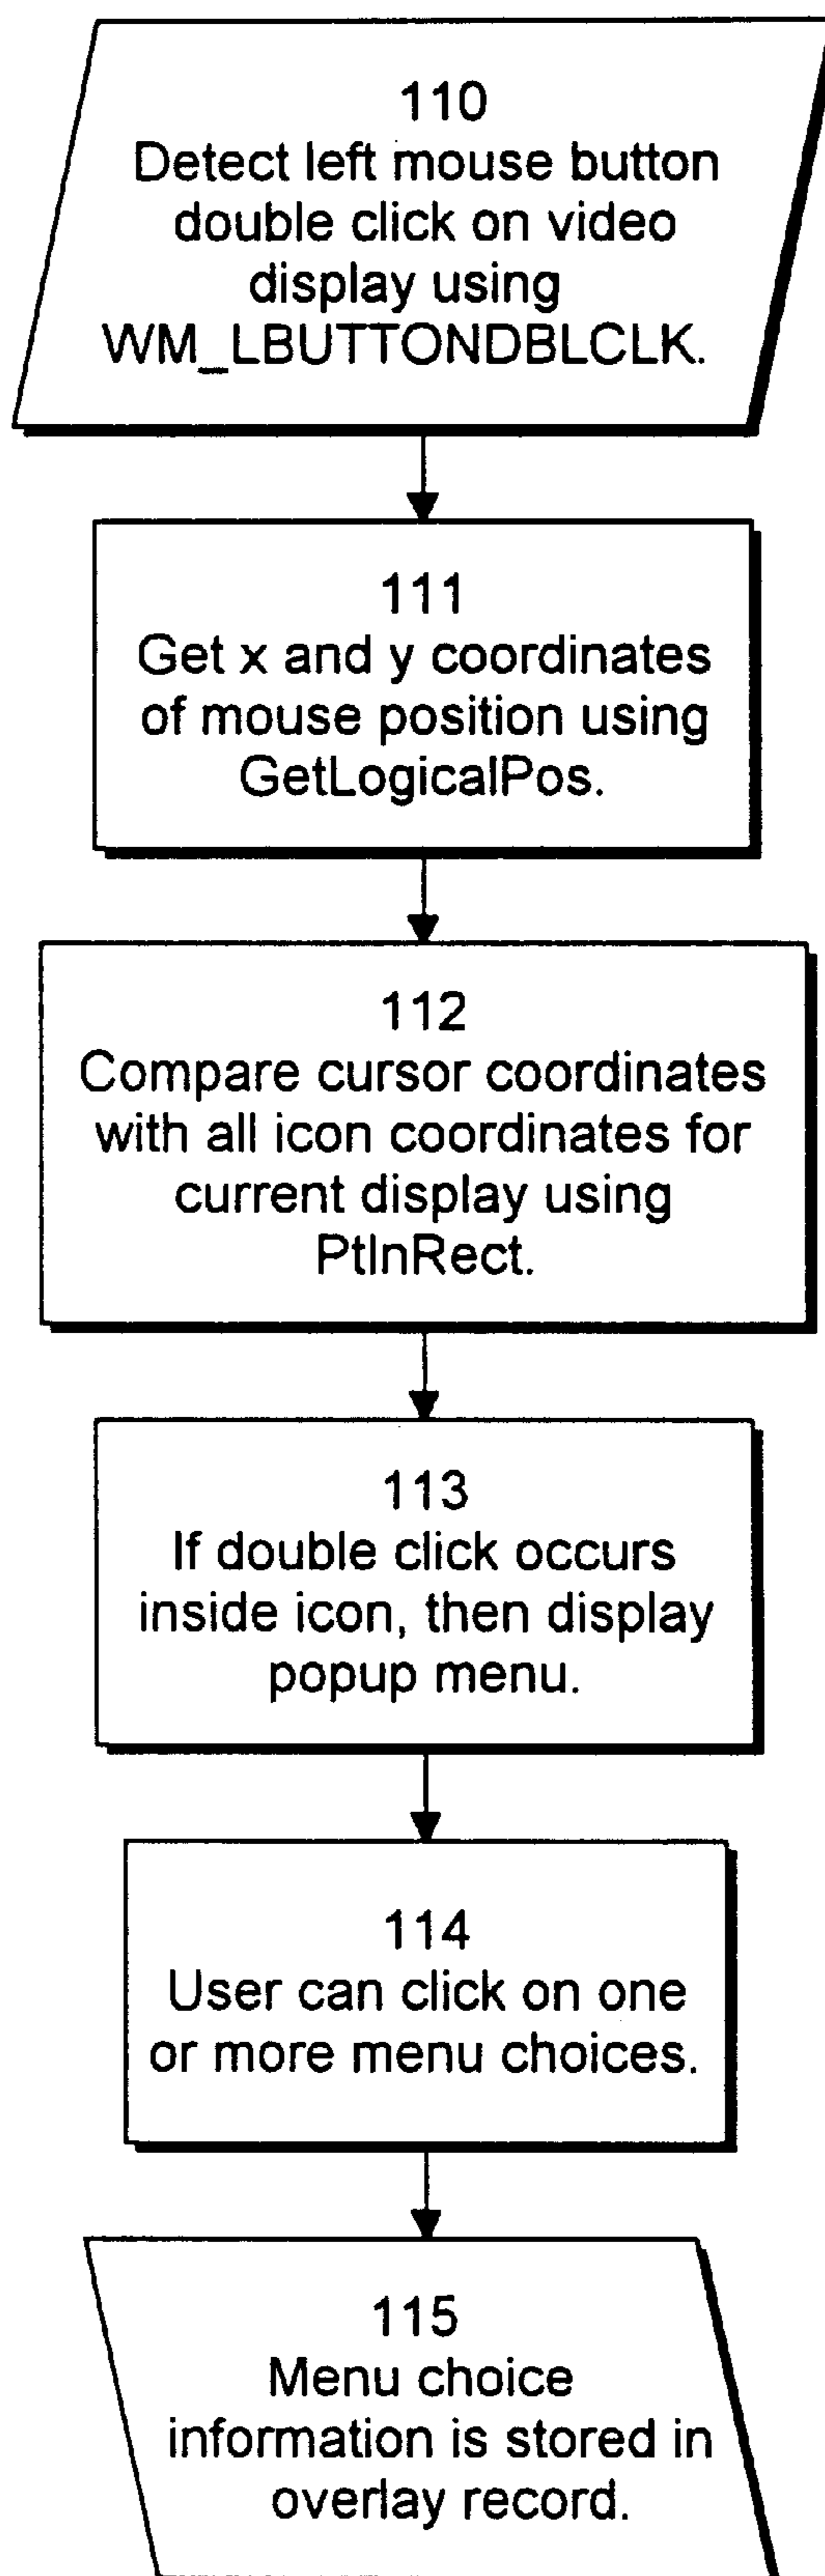 110
Detect left mouse button
double click on video
display using
WM_LBUTTONDBLCLK.
111
Get x and y coordinates
of mouse position using
GetLogicalPos.
112
Compare cursor coordinates
with all icon coordinates for
current display using
PtInRect.
113
If double click occurs
inside icon, then display
popup menu.
114
User can click on one
or more menu choices.
115
Menu choice
information is stored in
overlay record.